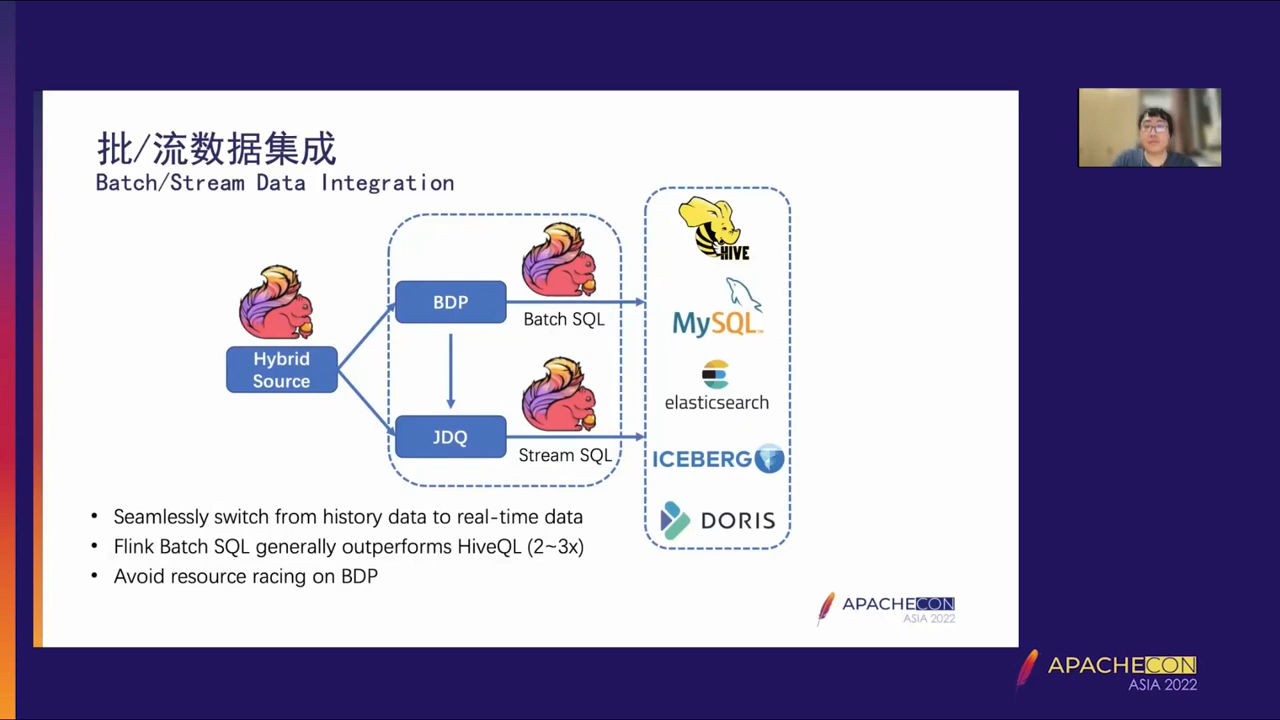 批/流数据集成
Batch/Stream Data Integration
Hybrid
Source
BDP
Batch SQL
JDQ
Stream SQL
HIVE
MySQL™
elasticsearch
ICEBERG
DORIS
• Seamlessly switch from history data to real-time data
• Flink Batch SQL generally outperforms HiveQL (2~3x)
• Avoid resource racing on BDP
APACHECON
ASIA 2022
APACHECON
ASIA 2022